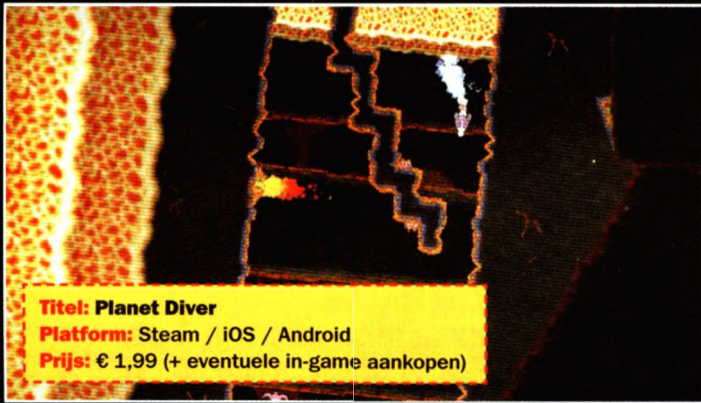 Titel: Planet Diver
Platform: Steam / iOS / Android
Prijs: € 1,99 (+ eventuele in-game aankopen)